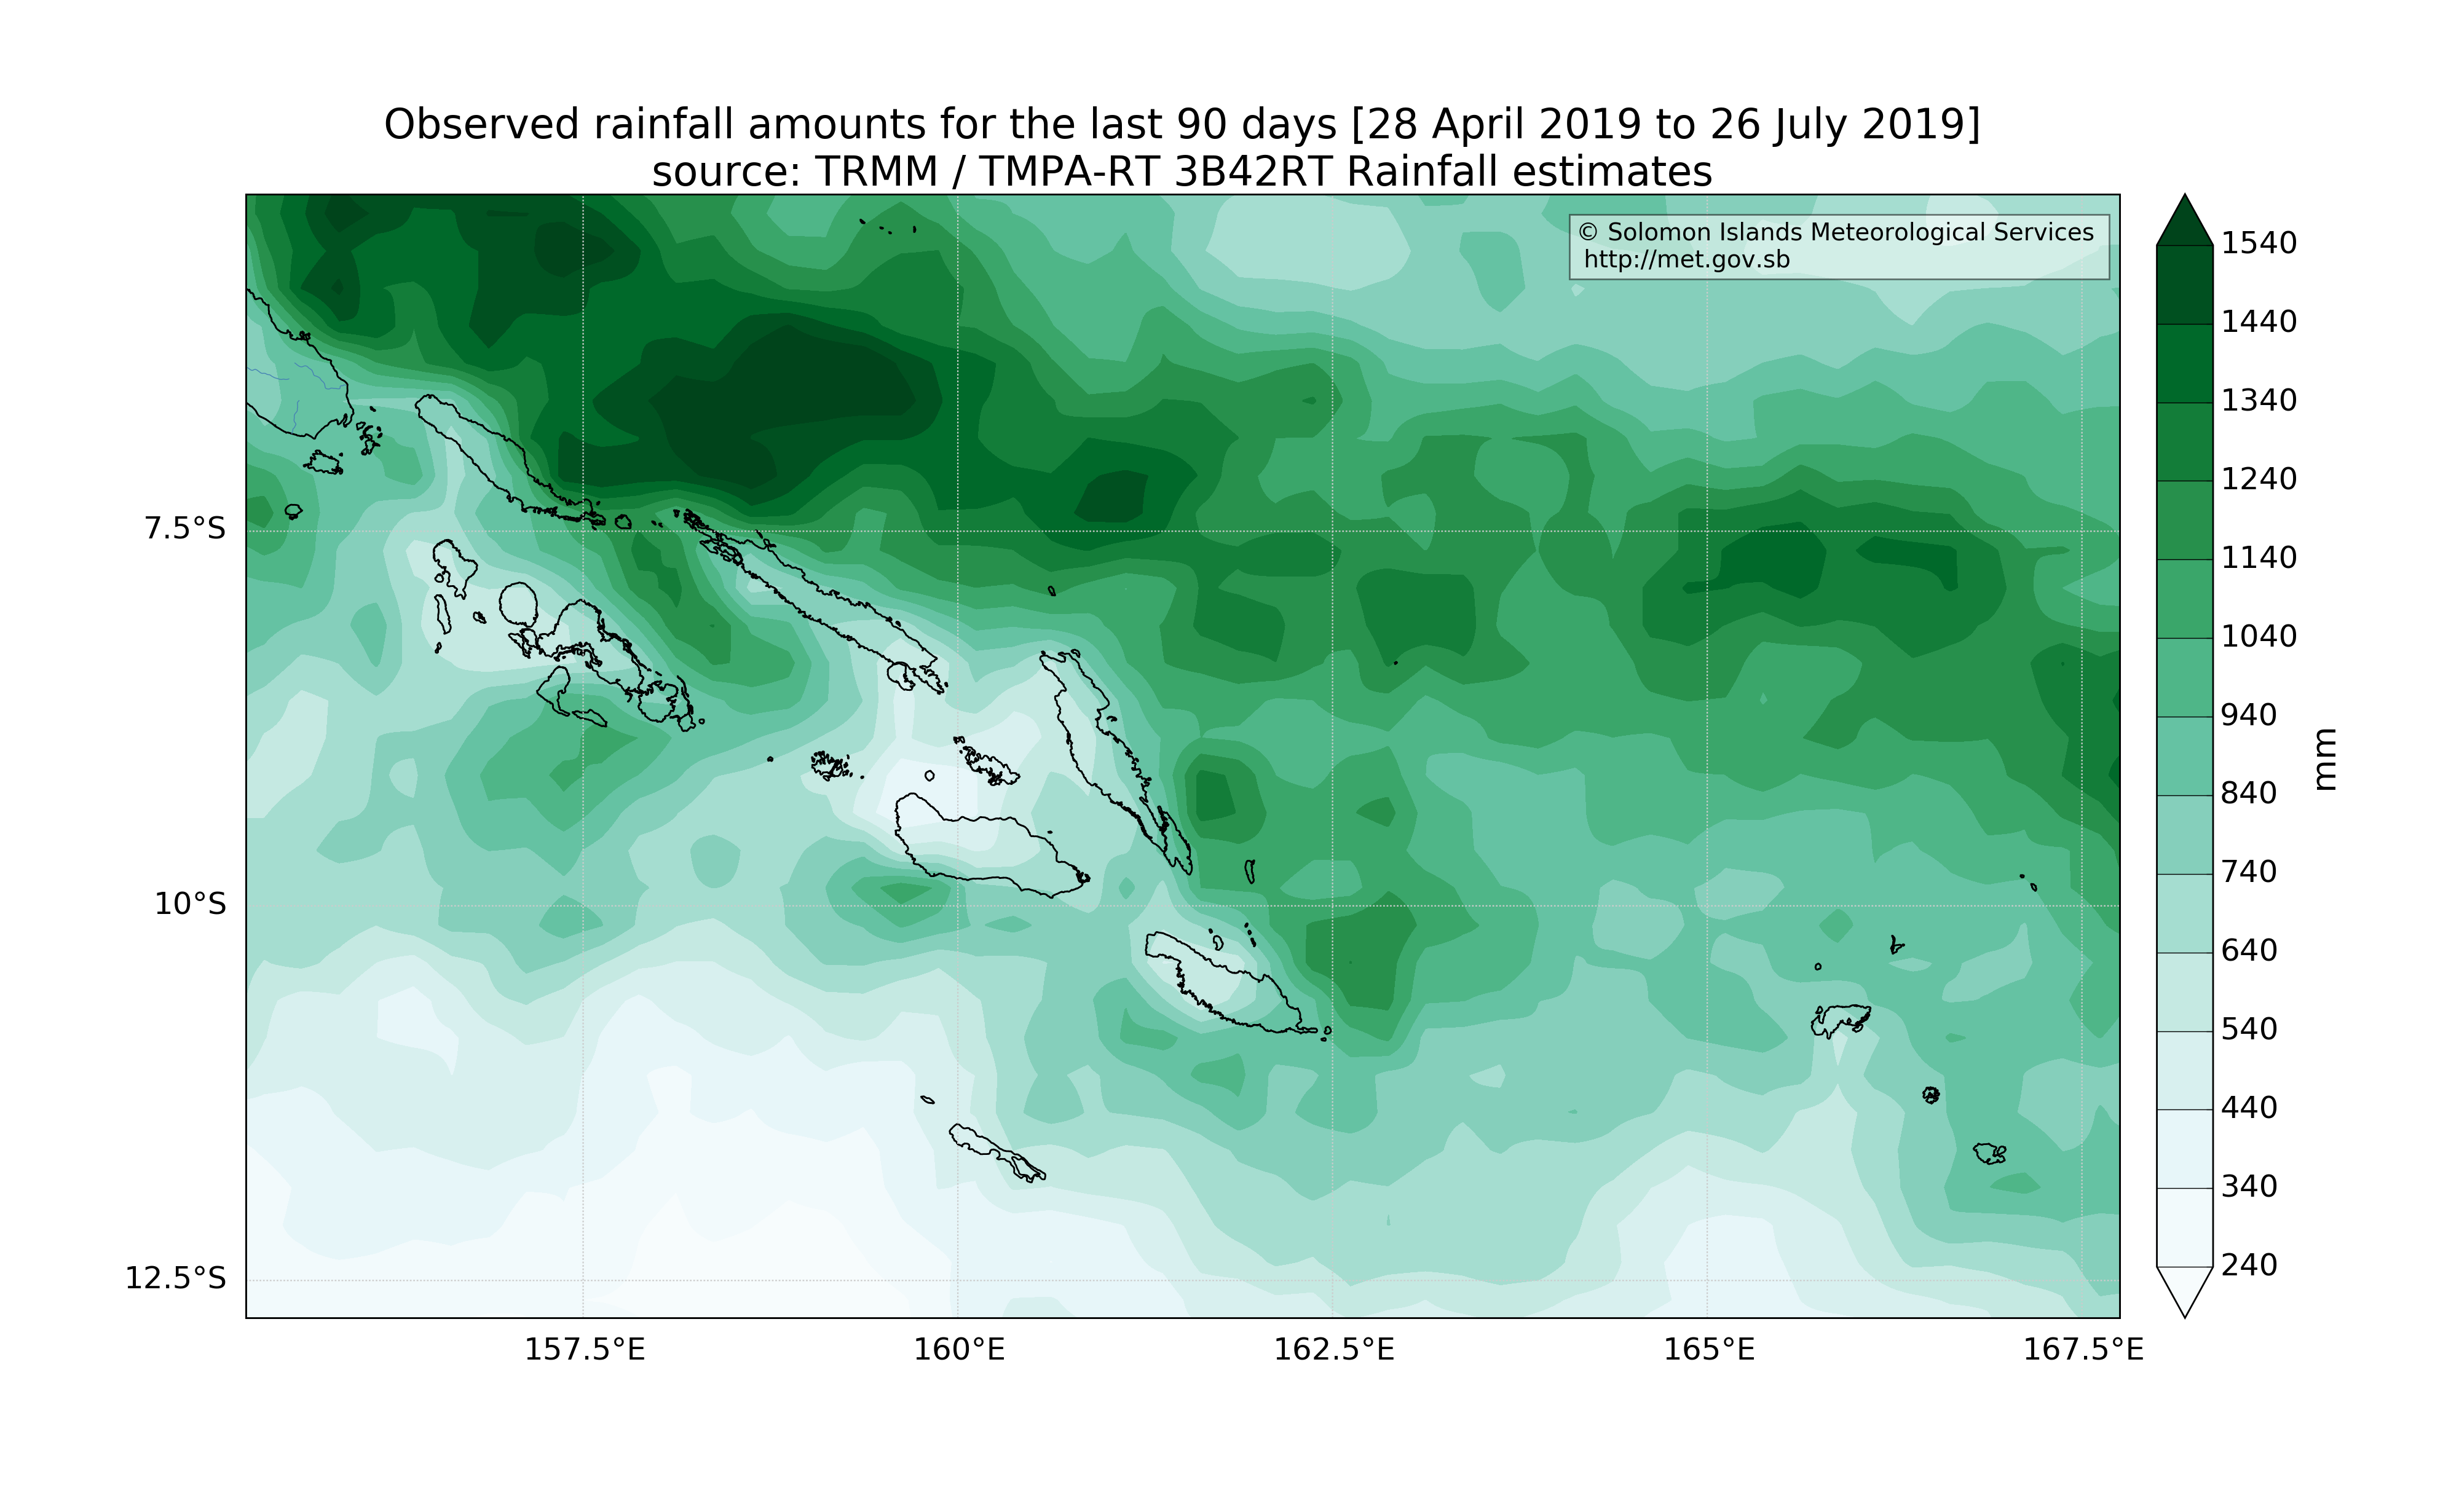 Observed rainfall amounts for the last 90 days [28 April 2019 to 26 July 2019]
source: TRMM / TMPA-RT 3B42RT Rainfall estimates
© Solomon Islands Meteorological Services
http://met.gov.sb
7.5°S
10°S
12.5°S
157.5°E
160°E
162.5°E
165°E
167.5°E
1540
1440
1340
1240
1140
1040
940
840
740
640
540
440
340
240
mm